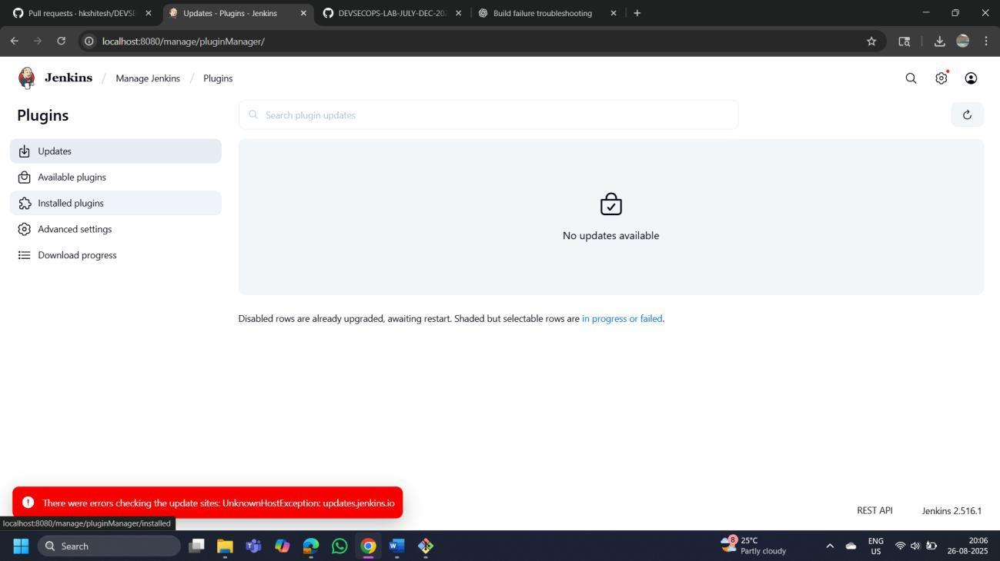 Pull requests · hkshitesh/DEVSE
Updates - Plugins - Jenkins
DEVSECOPS-LAB-JULY-DEC-202
Build failure troubleshooting
localhost:8080/manage/pluginManager/
Jenkins / Manage Jenkins / Plugins
Plugins
Search plugin updates
Updates
Available plugins
Installed plugins
Advanced settings
Download progress
No updates available
Disabled rows are already upgraded, awaiting restart. Shaded but selectable rows are in progress or failed.
There were errors checking the update sites: UnknownHostException: updates.jenkins.io
REST API
Jenkins 2.516.1
localhost:8080/manage/pluginManager/installed
Search
8
25°C
Partly cloudy
ENG
US
20:06
26-08-2025